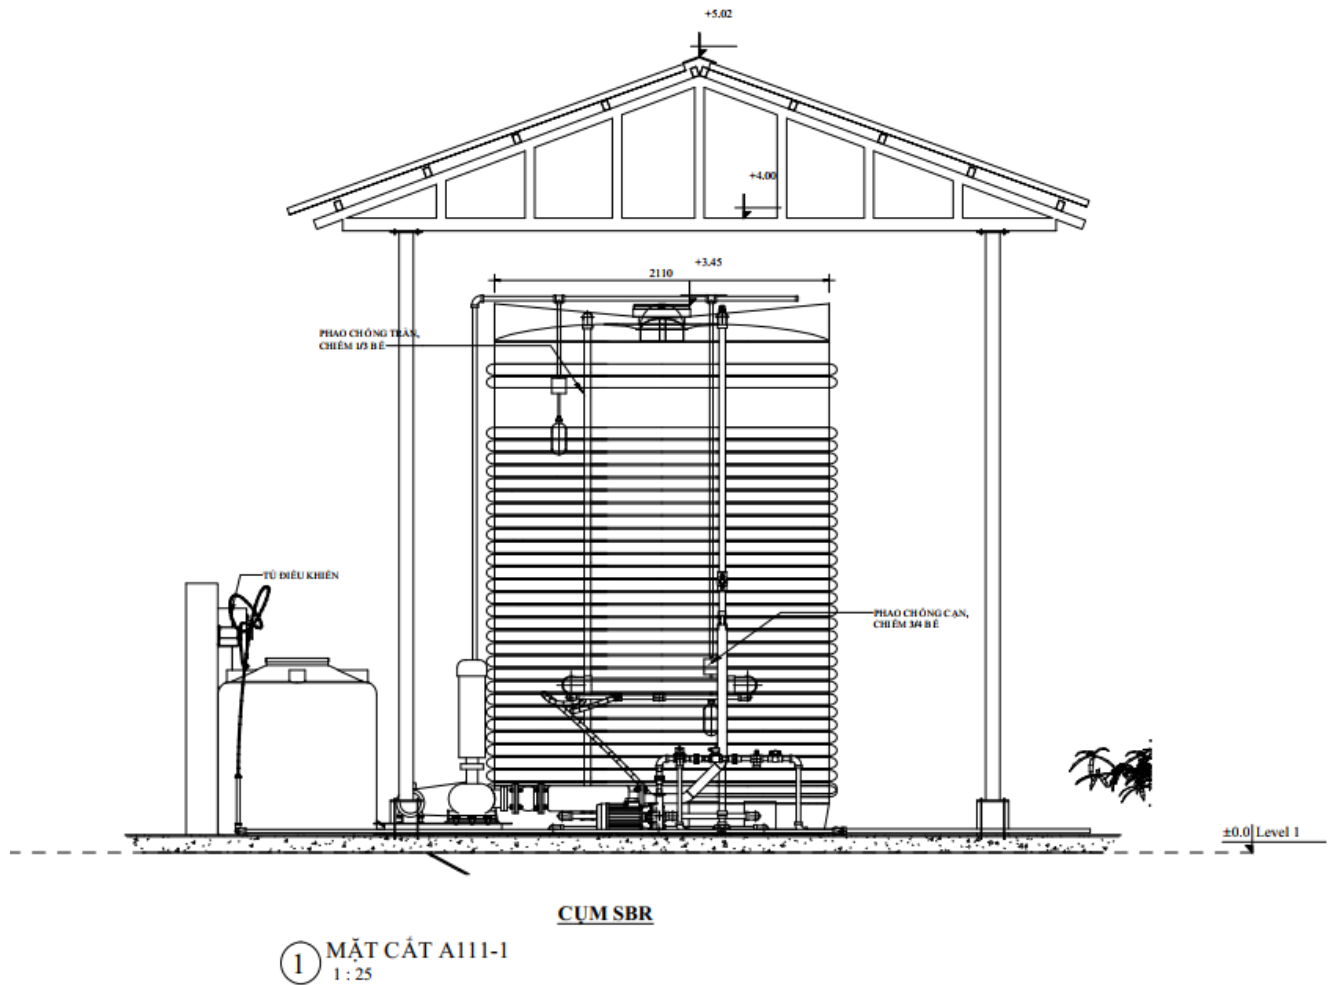 +5.02
+4.00
+3.45
2110
PHAO CHỐNG TRÀN,
CHIẾM 1/3 BỂ
TỦ ĐIỀU KHIỂN
PHAO CHỐNG CẠN,
CHIẾM 3/4 BỂ
±0.0 Level 1
CỤM SBR
1 MẶT CẮT A111-1
1 : 25